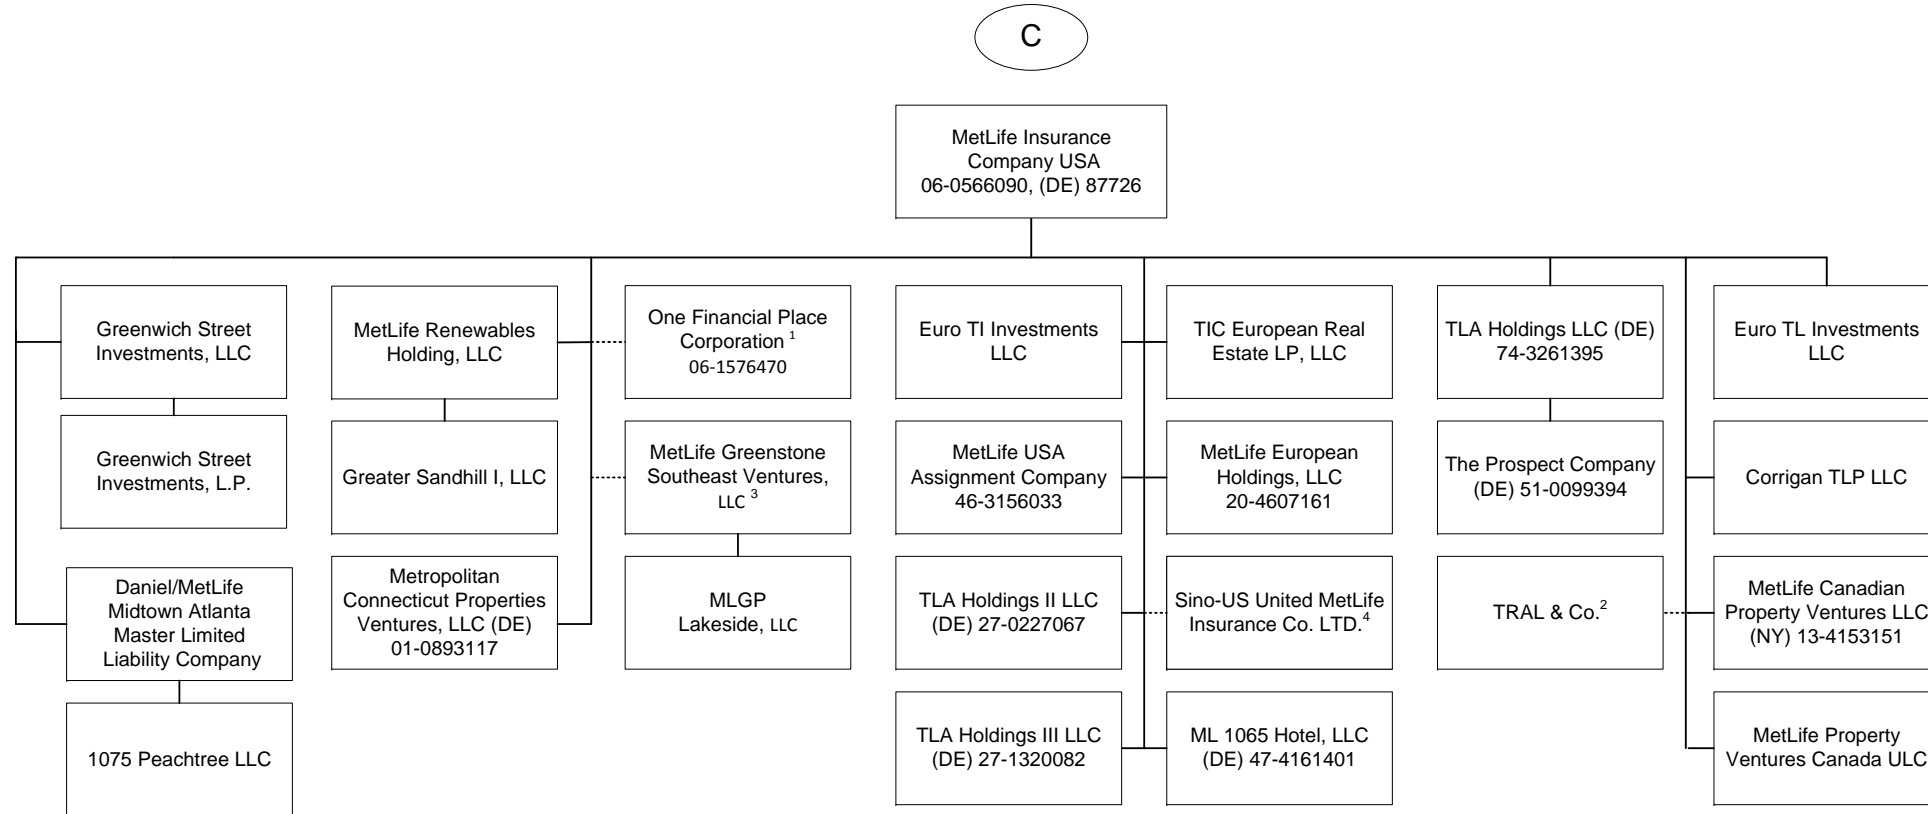 C
MetLife Insurance
Company USA
06-0566090, (DE) 87726
Greenwich Street
Investments, LLC
MetLife Renewables
Holding, LLC
One Financial Place
Corporation 1
06-1576470
Euro TI Investments
LLC
TIC European Real
Estate LP, LLC
TLA Holdings LLC (DE)
74-3261395
Euro TL Investments
LLC
Greenwich Street
Investments, L.P.
Greater Sandhill I, LLC
MetLife Greenstone
Southeast Ventures,
LLC 3
MetLife USA
Assignment Company
46-3156033
MetLife European
Holdings, LLC
20-4607161
The Prospect Company
(DE) 51-0099394
Corrigan TLP LLC
Daniel/MetLife
Midtown Atlanta
Master Limited
Liability Company
Metropolitan
Connecticut Properties
Ventures, LLC (DE)
01-0893117
MLGP
Lakeside, LLC
TLA Holdings II LLC
(DE) 27-0227067
Sino-US United MetLife
Insurance Co. LTD.4
TRAL & Co.2
MetLife Canadian
Property Ventures LLC
(NY) 13-4153151
1075 Peachtree LLC
TLA Holdings III LLC
(DE) 27-1320082
ML 1065 Hotel, LLC
(DE) 47-4161401
MetLife Property
Ventures Canada ULC